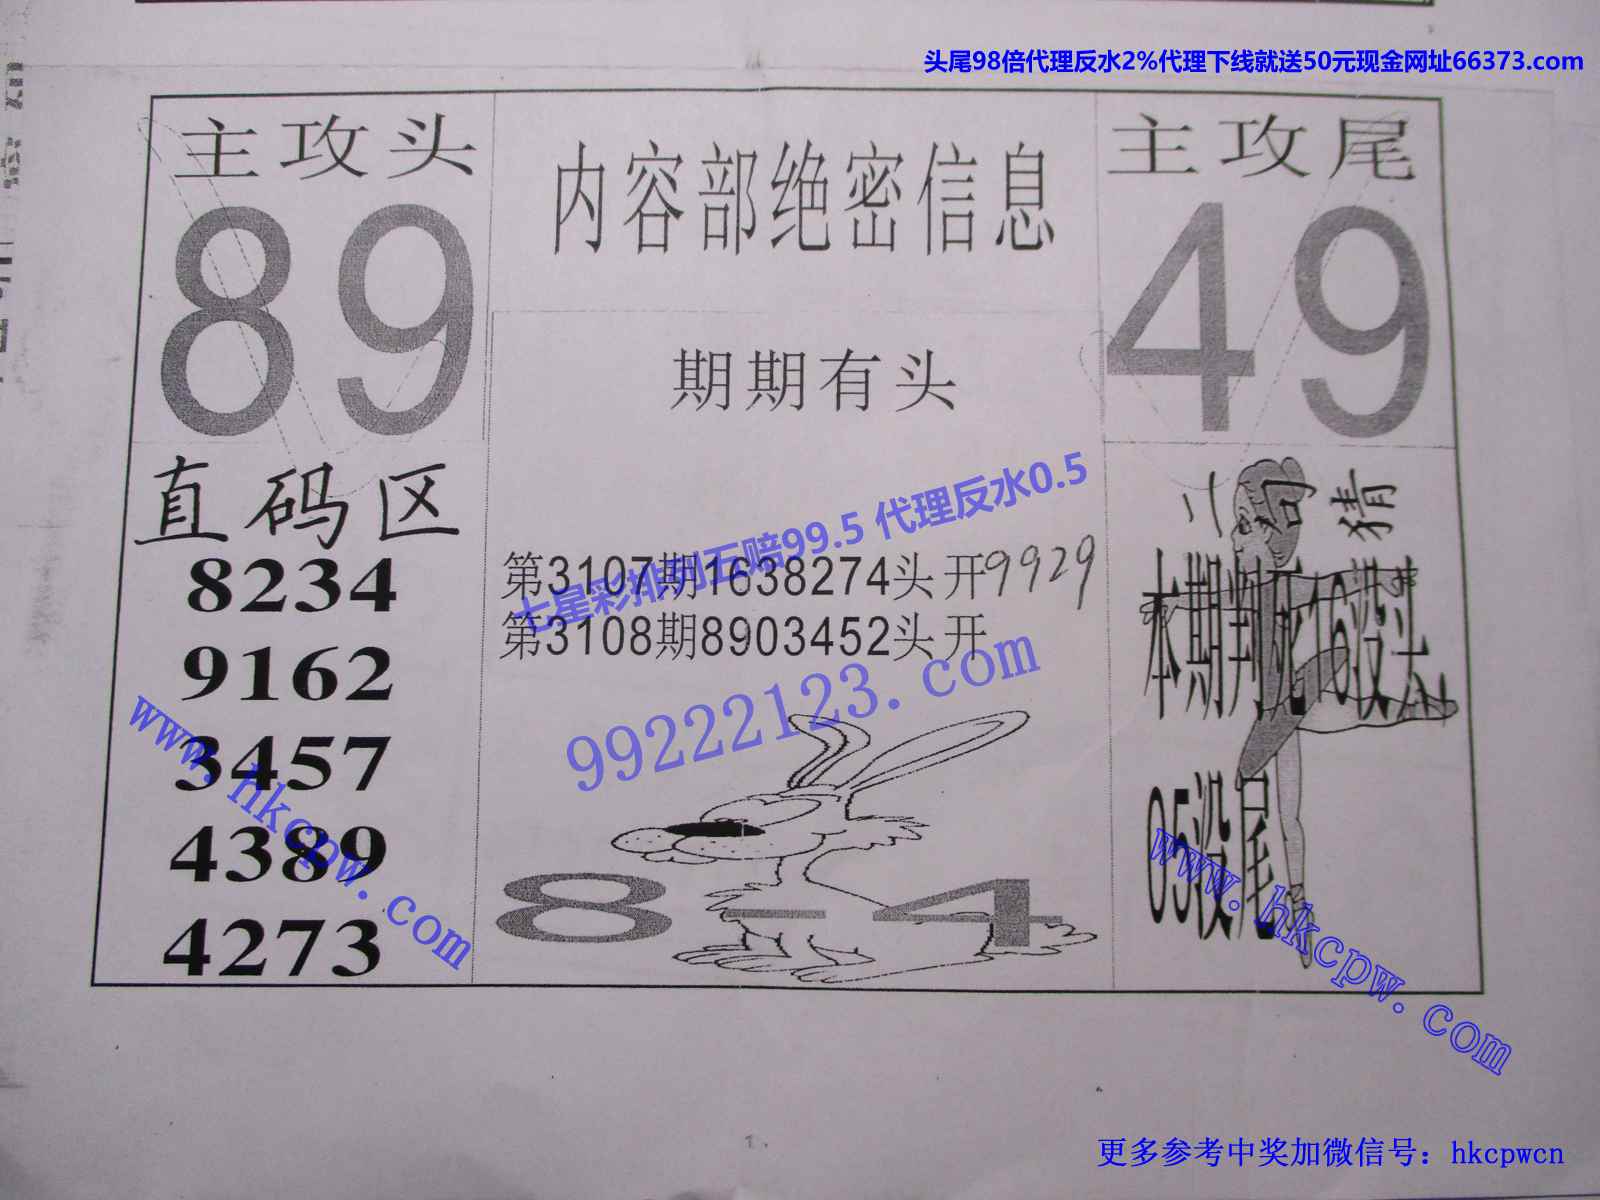 头尾98倍代理反水2%代理下线就送50元现金网址66373.com
主攻头
89
内容部绝密信息
主攻尾
49
期期有头
直码区
8234
9162
3457
4389
4273
七星彩排列五赔99.5 代理反水0.5
第3107期1638274头开9929
第3108期8903452头开
99222123.com
8-4
二句猜
本期判死16没头
05没尾
www.hkcpw.com
www.hkcpw.com
1
更多参考中奖加微信号：hkcpwcn